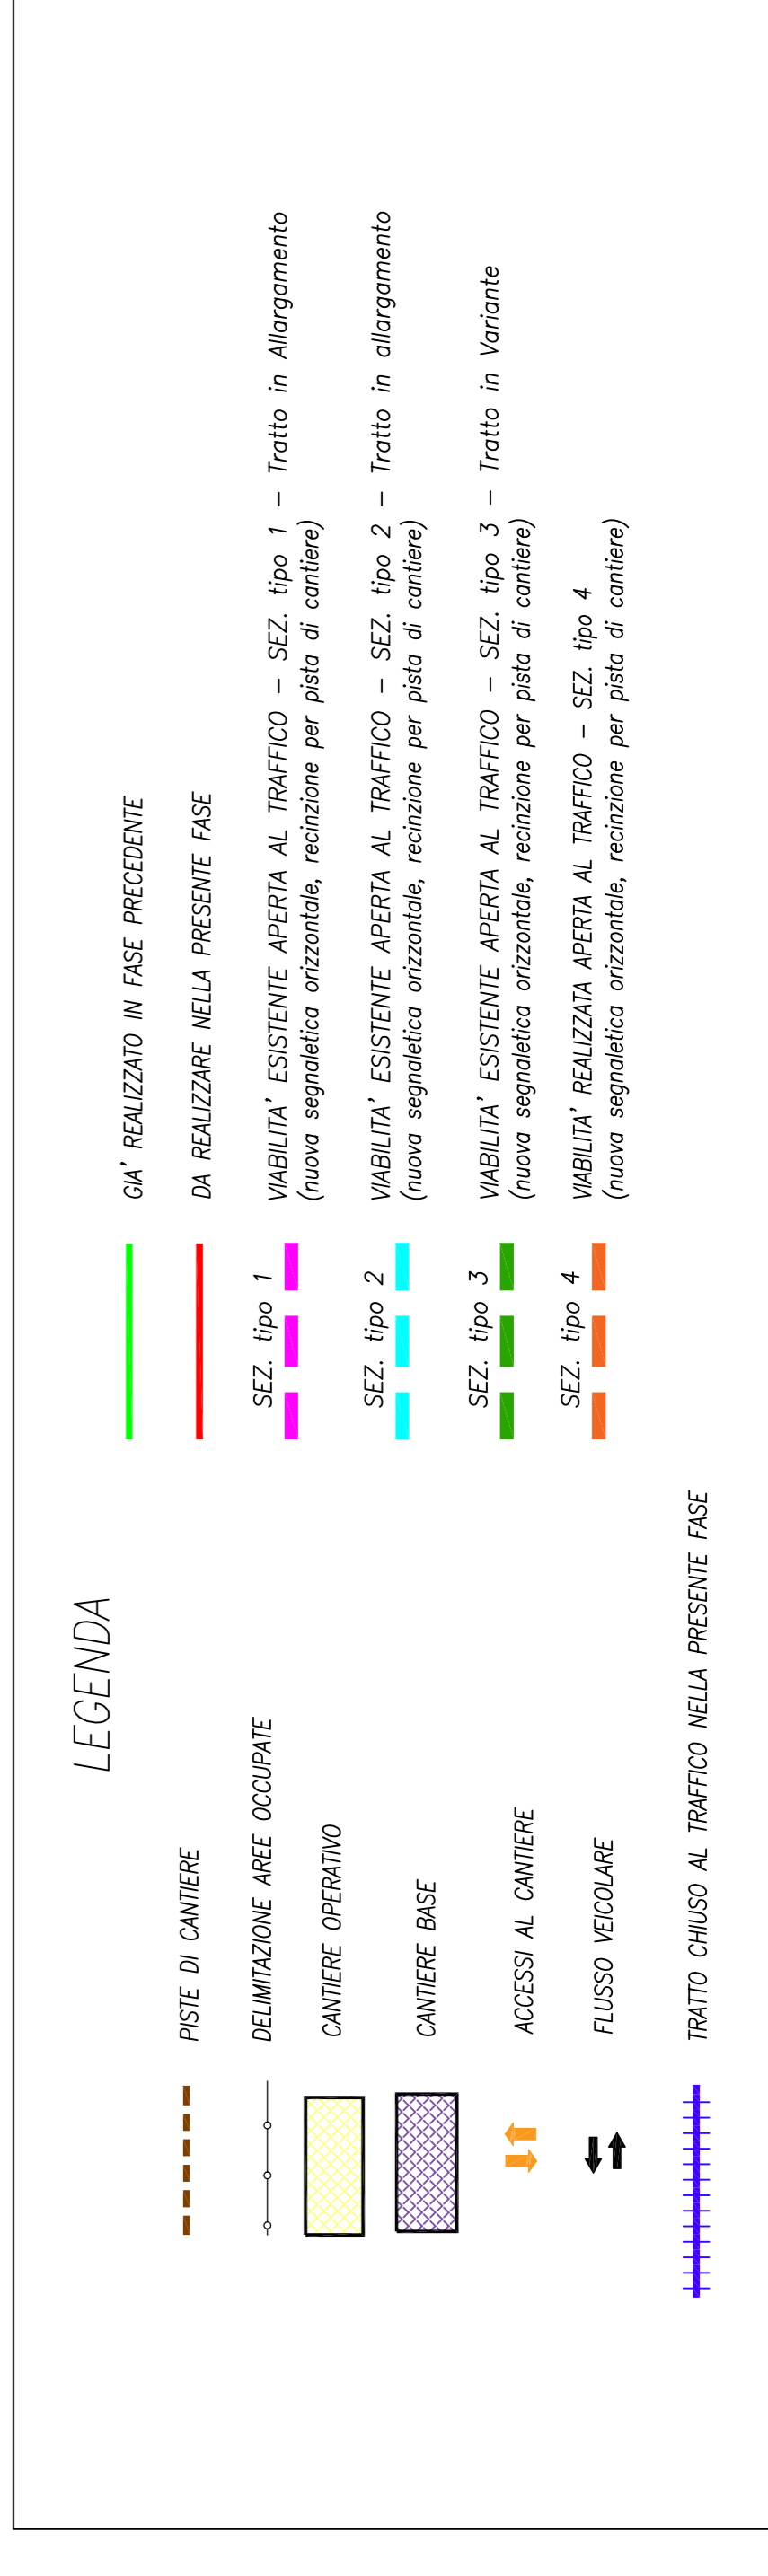 LEGENDA
PISTE DI CANTIERE
DELIMITAZIONE AREE OCCUPATE
CANTIERE OPERATIVO
CANTIERE BASE
ACCESSI AL CANTIERE
FLUSSO VEICOLARE
TRATTO CHIUSO AL TRAFFICO NELLA PRESENTE FASE
GIA' REALIZZATO IN FASE PRECEDENTE
DA REALIZZARE NELLA PRESENTE FASE
SEZ. tipo 1
VIABILITA' ESISTENTE APERTA AL TRAFFICO – SEZ. tipo 1 – Tratto in Allargamento
(nuova segnaletica orizzontale, recinzione per pista di cantiere)
SEZ. tipo 2
VIABILITA' ESISTENTE APERTA AL TRAFFICO – SEZ. tipo 2 – Tratto in allargamento
(nuova segnaletica orizzontale, recinzione per pista di cantiere)
SEZ. tipo 3
VIABILITA' ESISTENTE APERTA AL TRAFFICO – SEZ. tipo 3 – Tratto in Variante
(nuova segnaletica orizzontale, recinzione per pista di cantiere)
SEZ. tipo 4
VIABILITA' REALIZZATA APERTA AL TRAFFICO – SEZ. tipo 4
(nuova segnaletica orizzontale, recinzione per pista di cantiere)